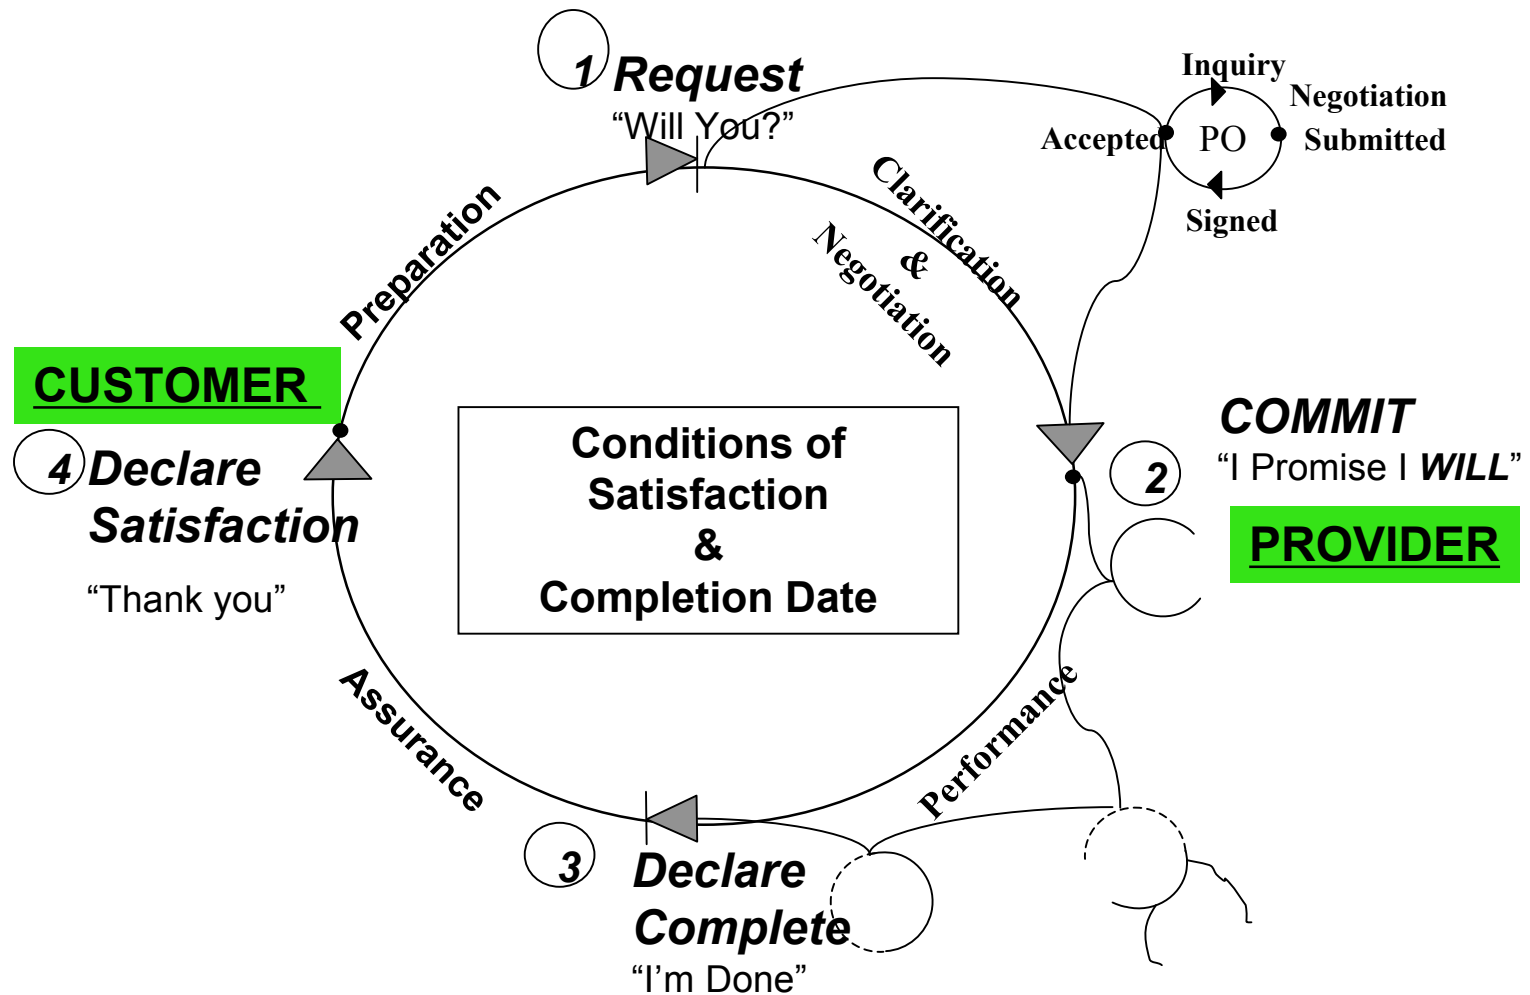 1 Request
“Will You?”
Inquiry
Negotiation
Accepted
PO
Submitted
Signed
Preparation
Clarification
&
Negotiation
CUSTOMER
4 Declare
Satisfaction
“Thank you”
Conditions of
Satisfaction
&
Completion Date
COMMIT
2 “I Promise I WILL”
PROVIDER
Assurance
Performance
3 Declare
Complete
“I’m Done”